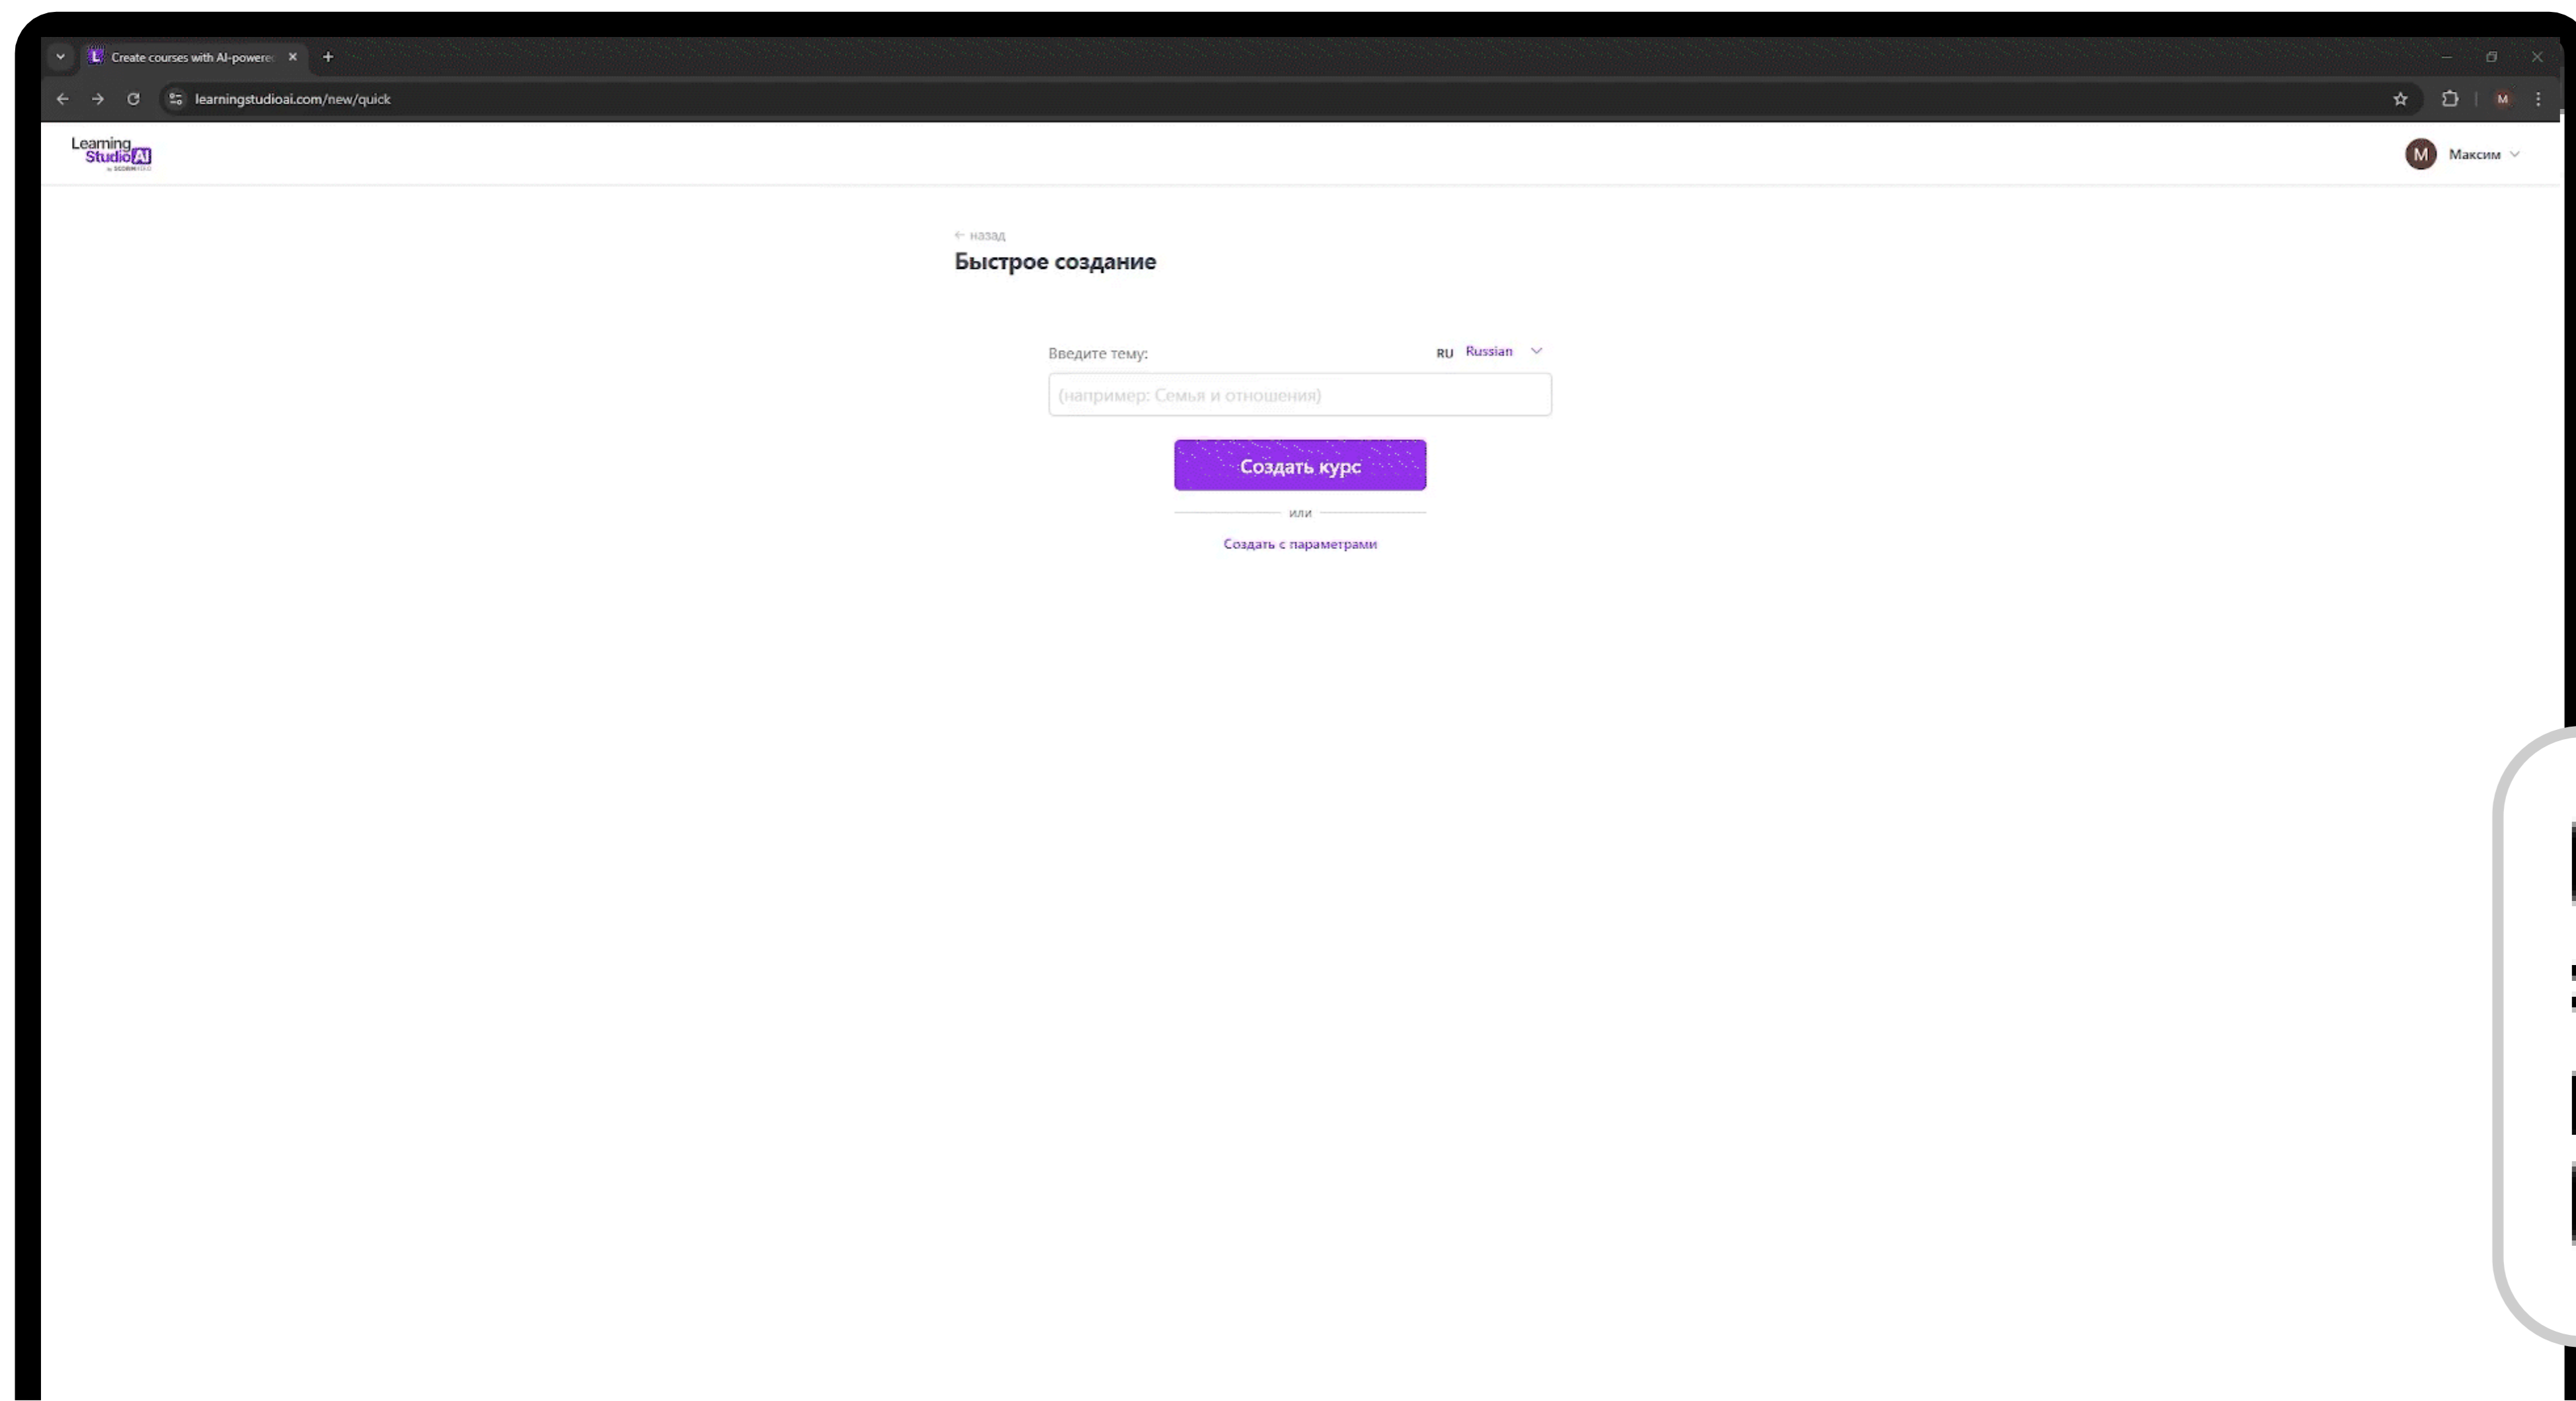 Create courses with AI-powere
learningstudioai.com/new/quick
M
Learning
Studio AI
M Максим
← назад
Быстрое создание
Введите тему:
RU Russian
(например: Семья и отношения)
Создать курс
или
Создать с параметрами